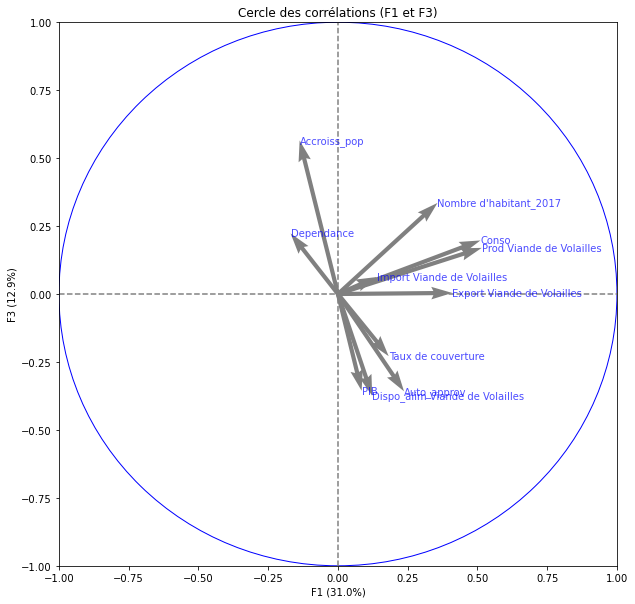 Cercle des corrélations (F1 et F3)
1.00
0.75
0.50
0.25
0.00
−0.25
−0.50
−0.75
−1.00
F3 (12.9%)
Accroiss_pop
Nombre d'habitant_2017
Dependance
Conso
Prod Viande de Volailles
Import Viande de Volailles
Export Viande de Volailles
Taux de couverture
PIB
Auto_approv
Dispo_alim Viande de Volailles
−1.00 −0.75 −0.50 −0.25 0.00 0.25 0.50 0.75 1.00
F1 (31.0%)